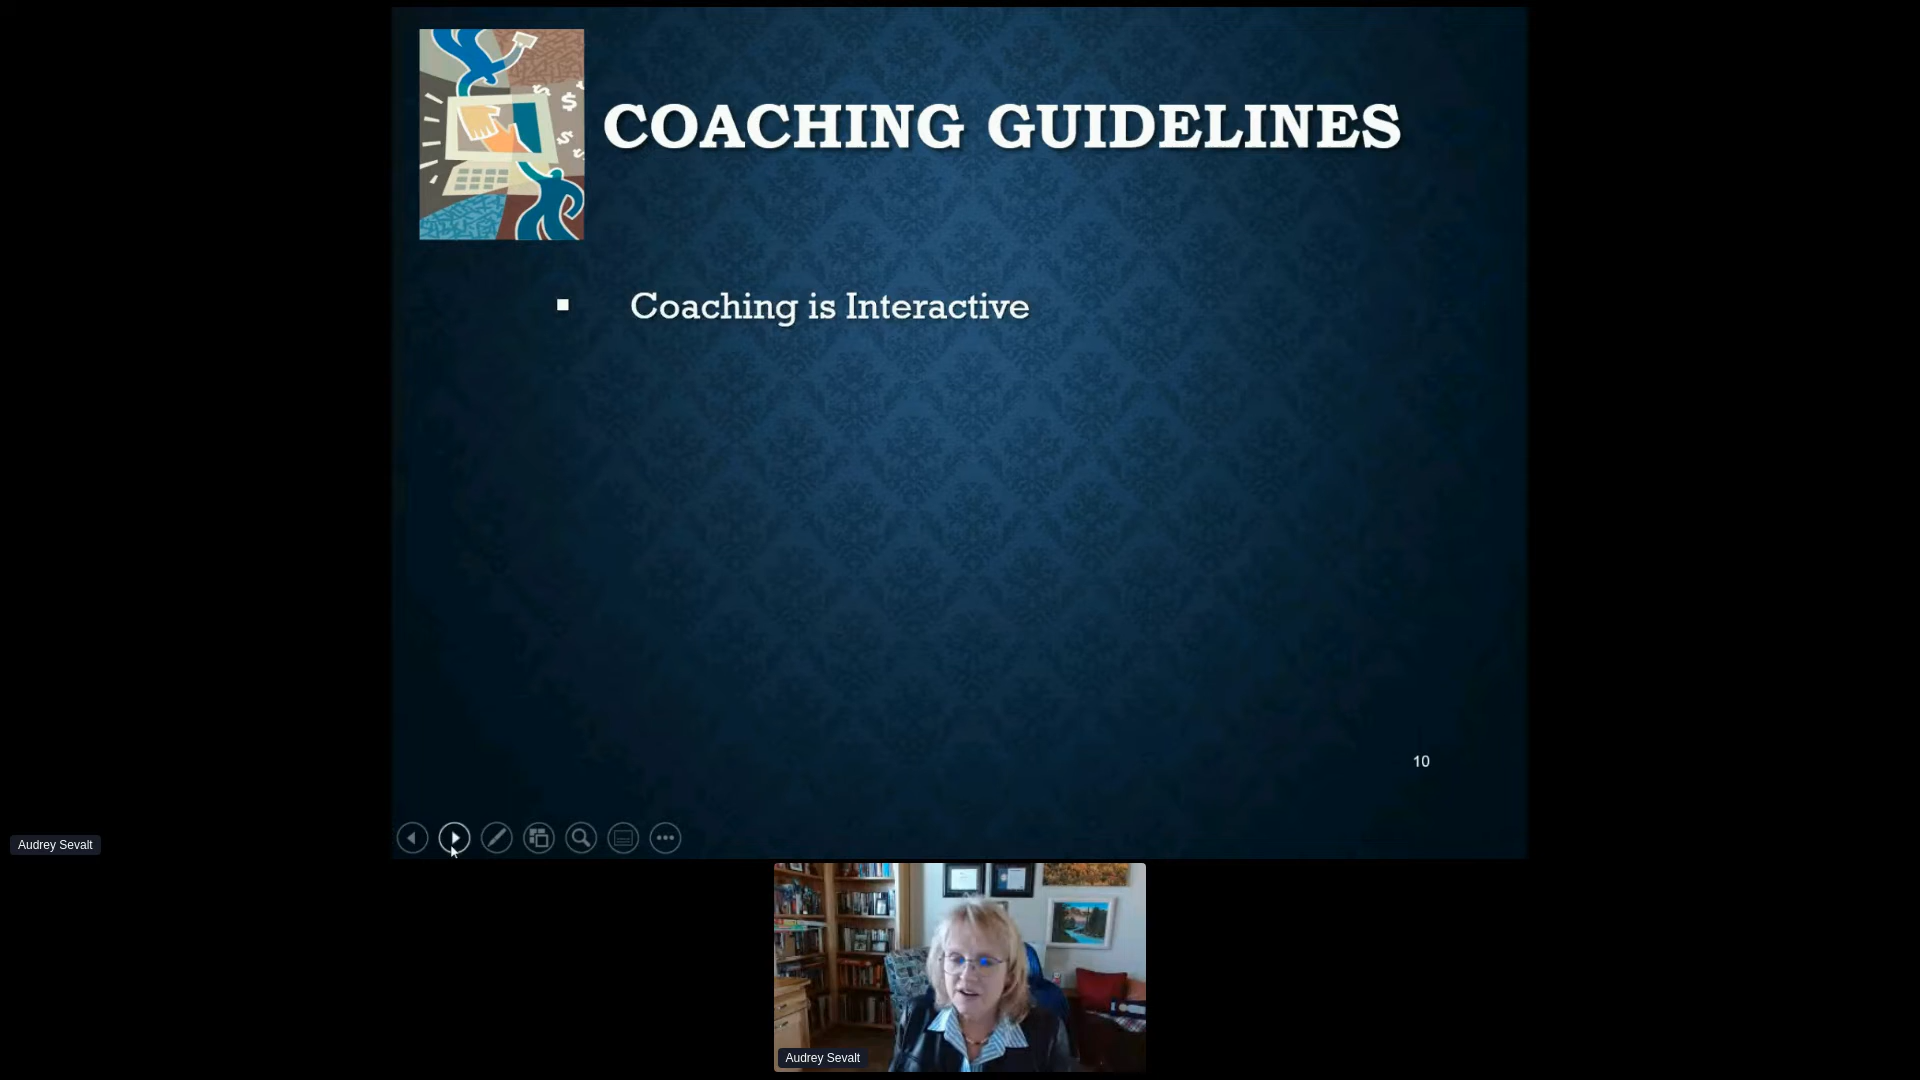 COACHING GUIDELINES
Coaching is Interactive
10
Audrey Sevalt
Audrey Sevalt